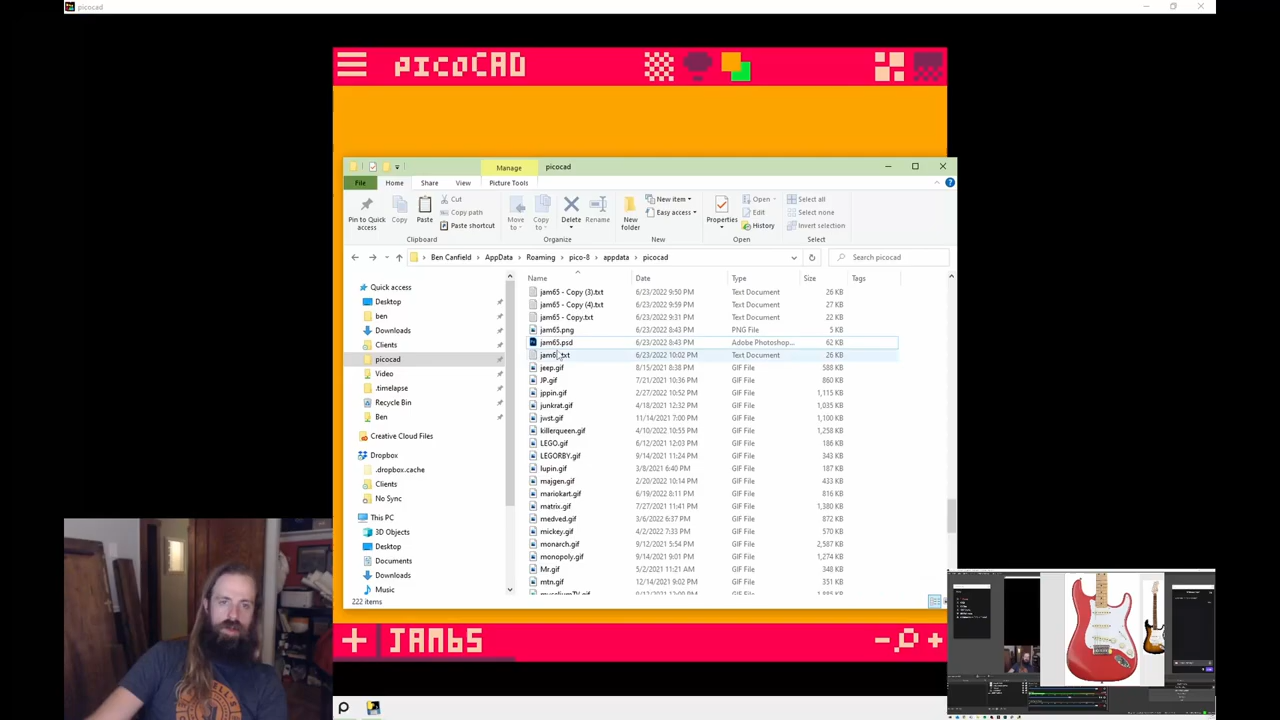 picocad
picoCAD
Manage
picocad
File
Home
Share
View
Picture Tools
Pin to Quick access
Copy
Paste
Cut
Copy path
Paste shortcut
Move to
Copy to
Delete
Rename
New folder
New item
Easy access
Properties
Open
Edit
History
Select all
Select none
Invert selection
Clipboard
Organize
New
Open
Select
Ben Canfield > AppData > Roaming > pico-8 > appdata > picocad
Search picocad
Name
Date
Type
Size
Tags
Quick access
Desktop
ben
Downloads
Clients
picocad
Video
.timelapse
Recycle Bin
Ben
Creative Cloud Files
Dropbox
.dropbox.cache
Clients
No Sync
This PC
3D Objects
Desktop
Documents
Downloads
Music
jam65 - Copy (3).txt 6/23/2022 9:50 PM Text Document 26 KB
jam65 - Copy (4).txt 6/23/2022 9:59 PM Text Document 27 KB
jam65 - Copy.txt 6/23/2022 9:31 PM Text Document 22 KB
jam65.png 6/23/2022 8:43 PM PNG File 5 KB
jam65.psd 6/23/2022 8:43 PM Adobe Photoshop... 62 KB
6/23/2022 10:02 PM Text Document 26 KB
jeep.gif 8/15/2021 8:38 PM GIF File 588 KB
JP.gif 7/21/2021 10:36 PM GIF File 860 KB
jppin.gif 2/27/2022 10:52 PM GIF File 1,115 KB
junkrat.gif 4/18/2021 12:32 PM GIF File 1,035 KB
jwst.gif 11/14/2021 7:00 PM GIF File 440 KB
killerqueen.gif 4/10/2022 10:55 PM GIF File 1,258 KB
LEGO.gif 6/12/2021 12:03 PM GIF File 186 KB
LEGORBY.gif 9/14/2021 11:24 PM GIF File 348 KB
lupin.gif 3/8/2021 6:40 PM GIF File 187 KB
majgen.gif 2/20/2022 10:14 PM GIF File 433 KB
mariokart.gif 6/19/2022 8:11 PM GIF File 816 KB
matrix.gif 7/27/2021 11:41 PM GIF File 1,380 KB
medved.gif 3/6/2022 6:37 PM GIF File 872 KB
mickey.gif 4/2/2022 7:33 PM GIF File 570 KB
monarch.gif 9/12/2021 5:54 PM GIF File 2,587 KB
monopoly.gif 9/14/2021 9:01 PM GIF File 1,274 KB
Mr.gif 5/2/2021 11:21 AM GIF File 348 KB
mtn.gif 12/14/2021 9:02 PM GIF File 351 KB
222 items
JAM65